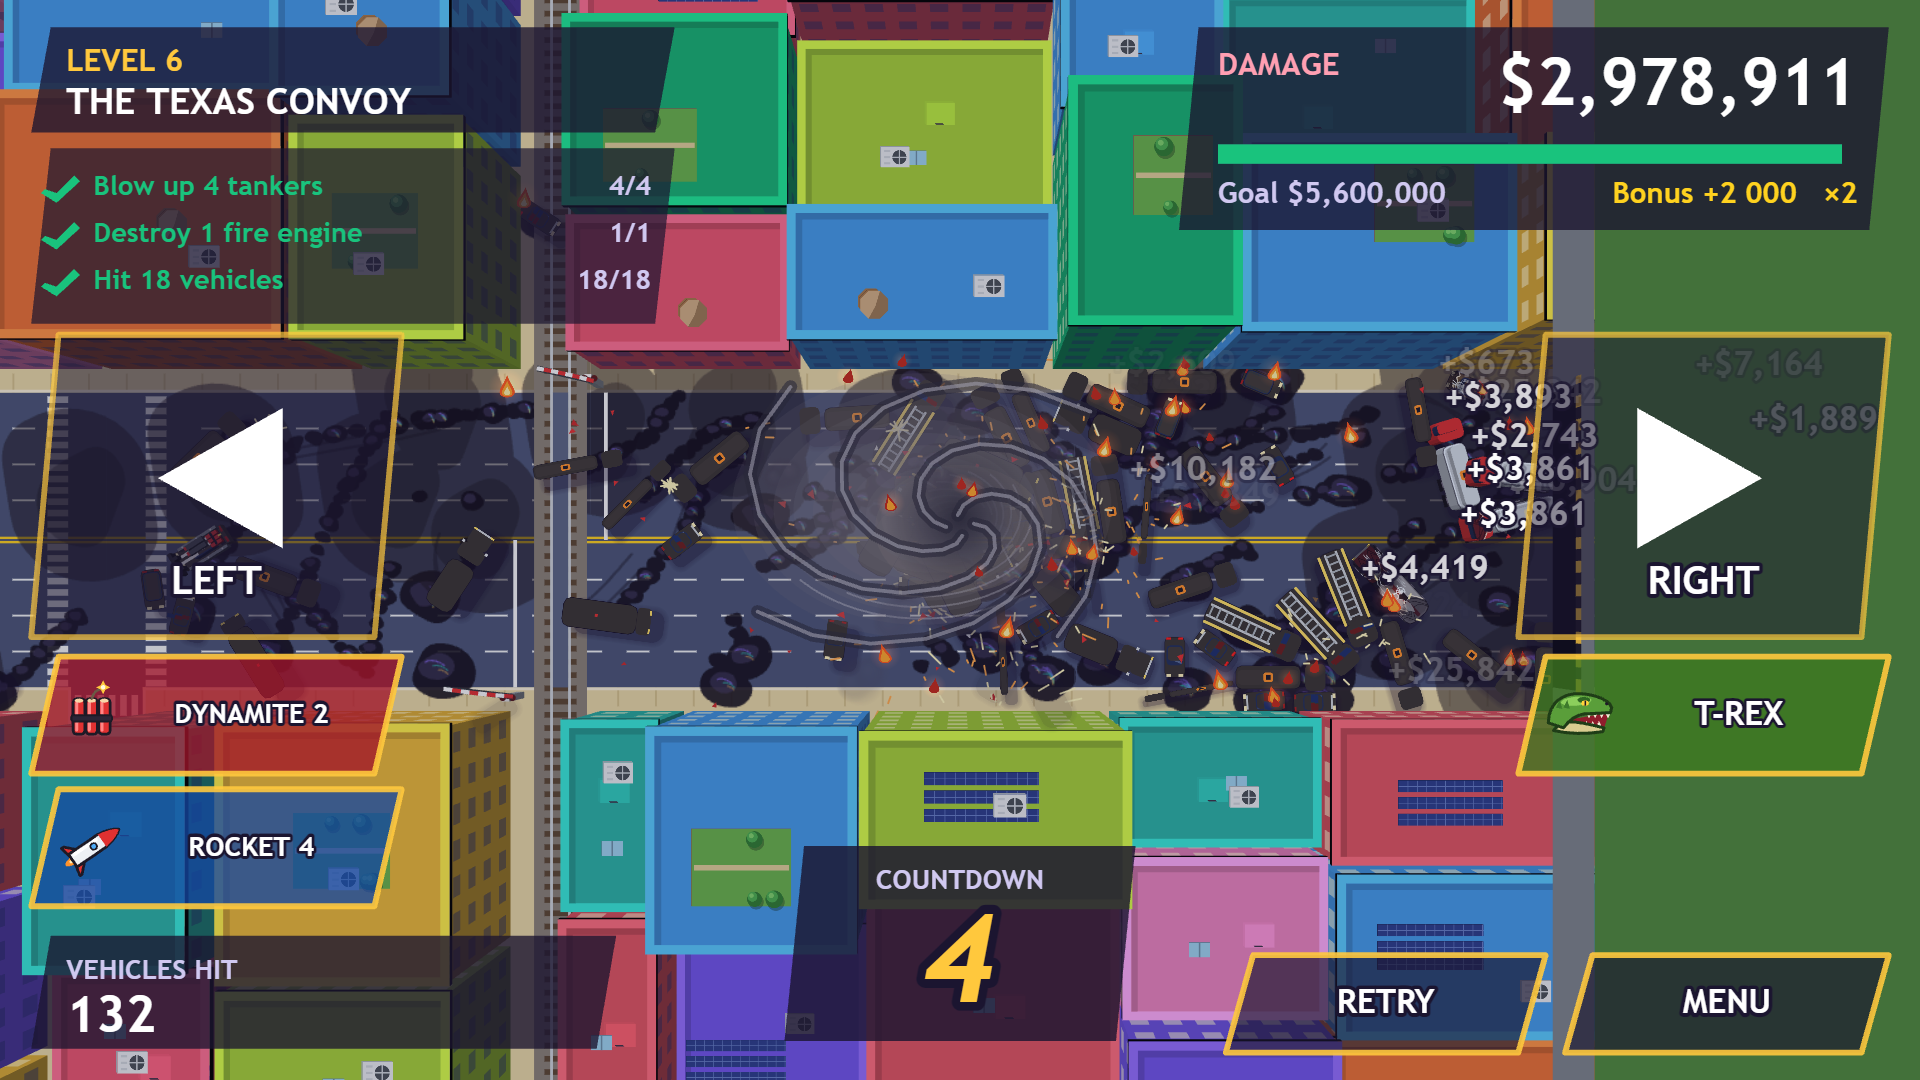 LEVEL 6
THE TEXAS CONVOY
Blow up 4 tankers 4/4
Destroy 1 fire engine 1/1
Hit 18 vehicles 18/18
DAMAGE $2,978,911
Goal $5,600,000 Bonus +2 000 ×2
+$673
+$7,164
+$3,893
+$1,889
+$2,743
+$10,182
+$3,861
+$3,861
+$4,419
+$25,842
LEFT
RIGHT
DYNAMITE 2
T-REX
ROCKET 4
COUNTDOWN
4
VEHICLES HIT
132
RETRY
MENU